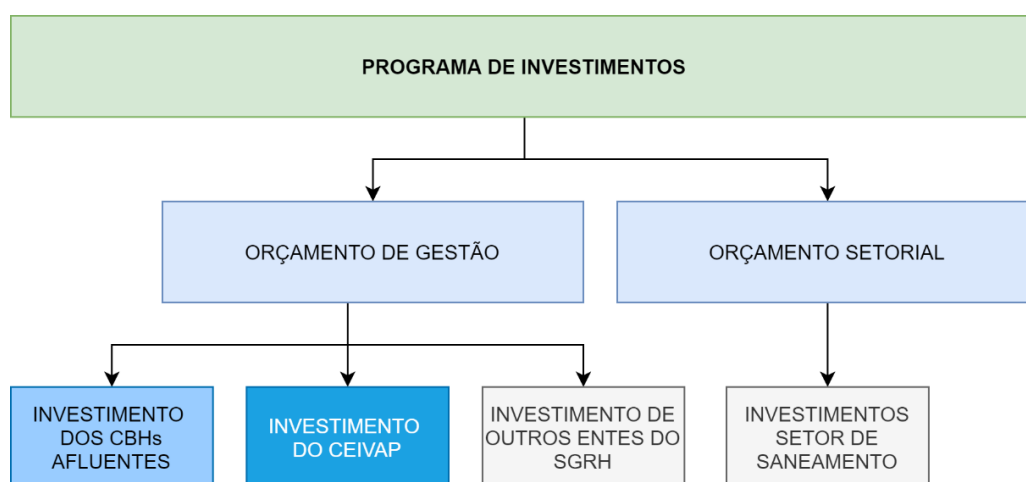 PROGRAMA DE INVESTIMENTOS
ORÇAMENTO DE GESTÃO
ORÇAMENTO SETORIAL
INVESTIMENTO
DOS CBHs
AFLUENTES
INVESTIMENTO
DO CEIVAP
INVESTIMENTO DE
OUTROS ENTES DO
SGRH
INVESTIMENTOS
SETOR DE
SANEAMENTO